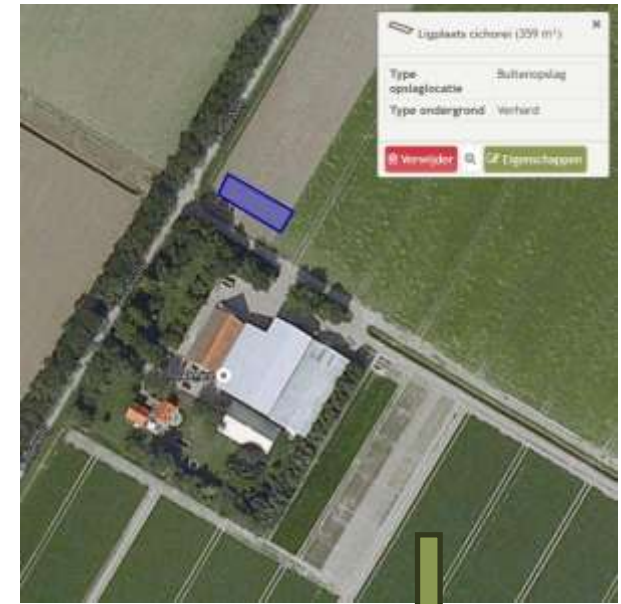 Ligplaats cichorei (359 m²)
Type opslaglocatie Buitenopslag
Type ondergrond Verhard
Verwijder Eigenschappen